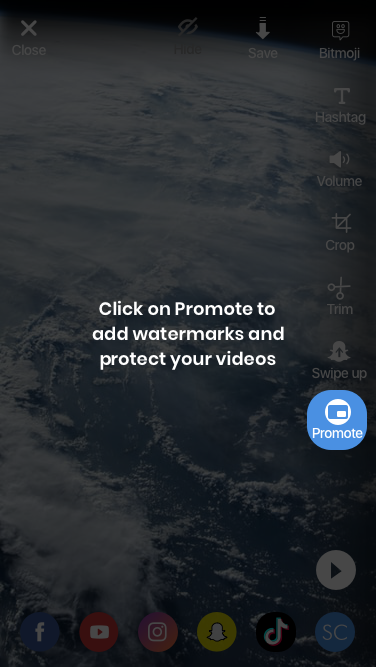 Close
Hide
Save
Bitmoji
Hashtag
Volume
Crop
Trim
Swipe up
Click on Promote to
add watermarks and
protect your videos
Promote
SC